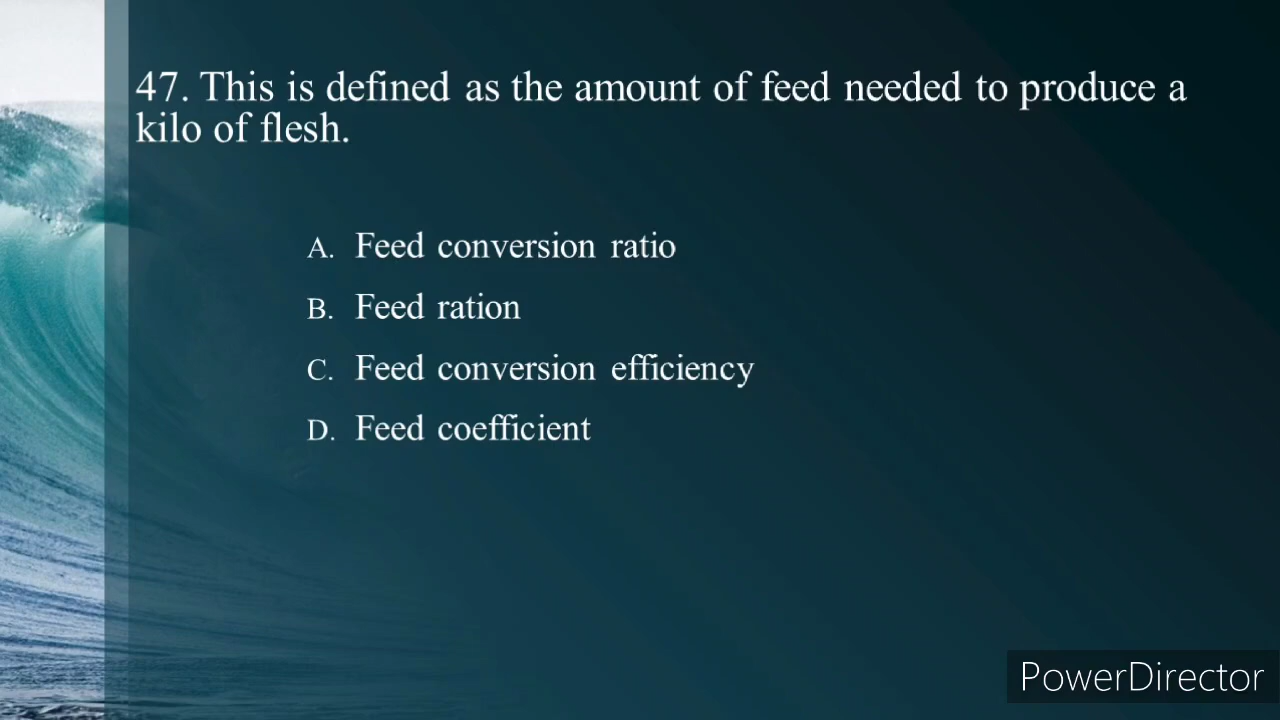 47. This is defined as the amount of feed needed to produce a
kilo of flesh.
A. Feed conversion ratio
B. Feed ration
C. Feed conversion efficiency
D. Feed coefficient
PowerDirector